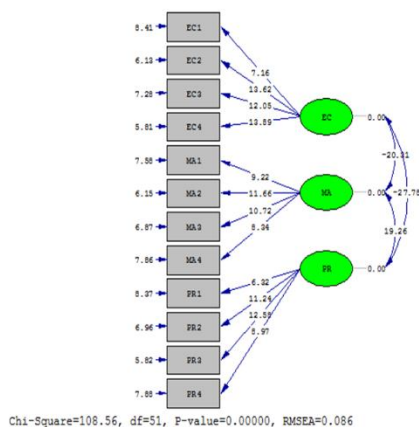 8.41 EC1
7.16
6.13 EC2
13.62
7.28 EC3
12.05
EC 0.00
5.81 EC4
13.89
-20.31
7.58 MA1
9.22
6.15 MA2
11.66
MA 0.00
-27.78
6.87 MA3
10.72
19.26
7.86 MA4
8.34
PR 0.00
8.37 PR1
6.32
6.96 PR2
11.24
5.82 PR3
7.88 PR4
8.97
Chi-Square=108.56, df=51, P-value=0.00000, RMSEA=0.086